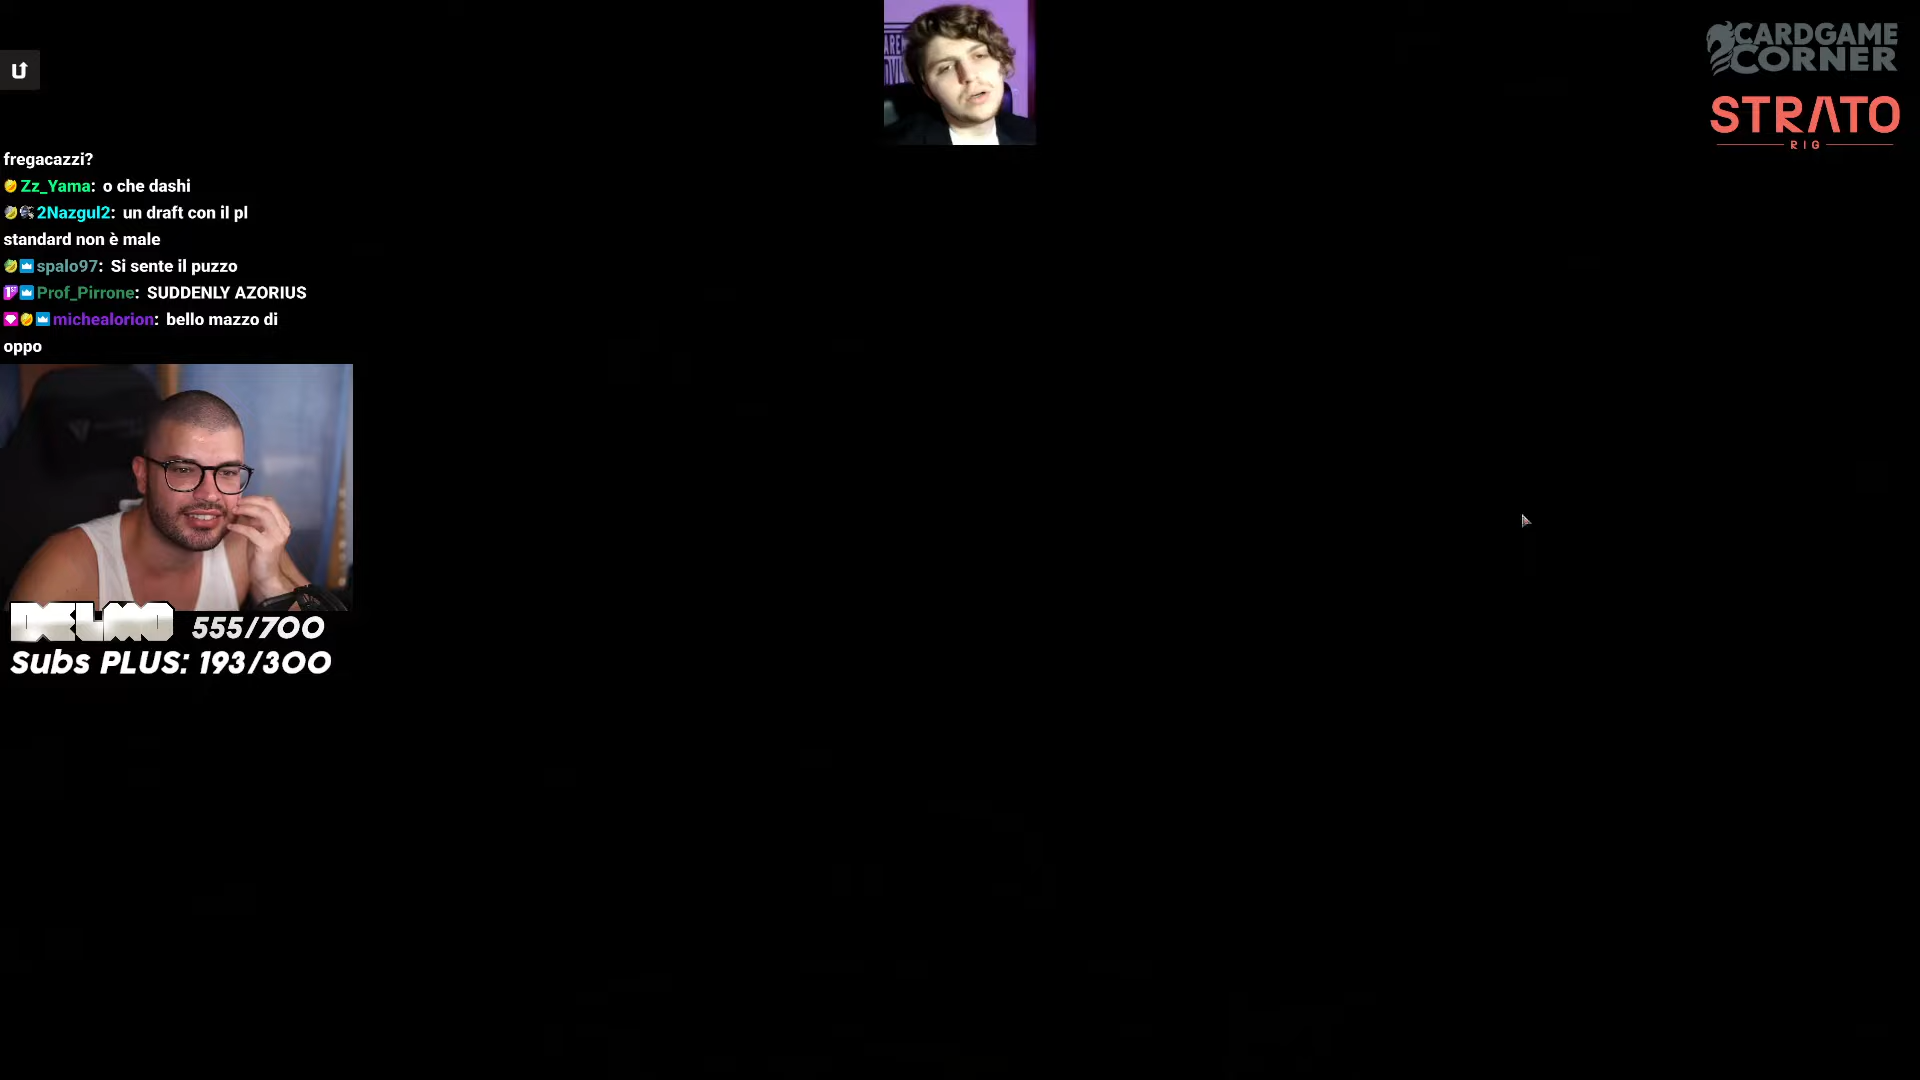 CARDGAME
CORNER
STRATO
RIG
fregacazzi?
Zz_Yama: o che dashi
2Nazgul2: un draft con il pl
standard non è male
spalo97: Si sente il puzzo
Prof_Pirrone: SUDDENLY AZORIUS
michealorion: bello mazzo di
oppo
DELMO 555/700
Subs PLUS: 193/300